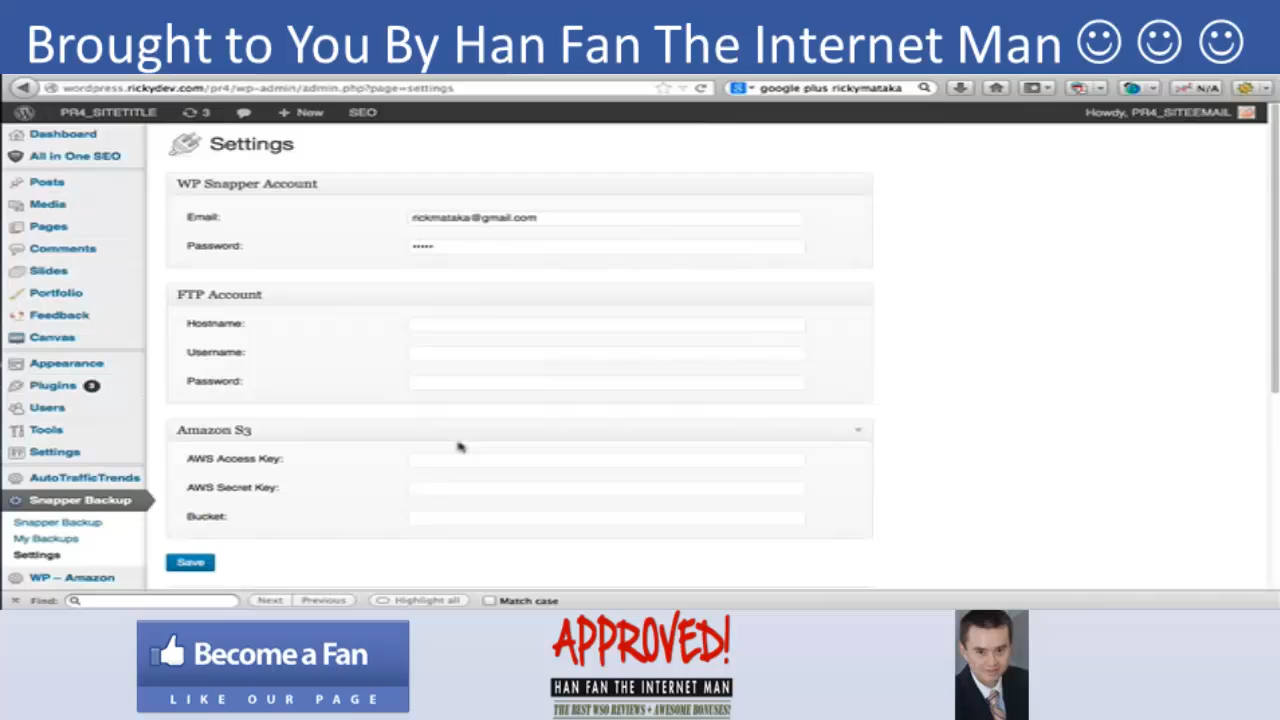 Brought to You By Han Fan The Internet Man ☺ ☺ ☺
wordpress.rickydev.com/pr4/wp-admin/admin.php?page=settings
google plus rickymataka
N/A
PR4_SITETITLE
3
+ New
SEO
Howdy, PR4_SITEEMAIL
Dashboard
All in One SEO
Posts
Media
Pages
Comments
Slides
Portfolio
Feedback
Canvas
Appearance
Plugins 3
Users
Tools
Settings
AutoTrafficTrends
Snapper Backup
Snapper Backup
My Backups
Settings
WP – Amazon
Settings
WP Snapper Account
Email: rickmataka@gmail.com
Password: •••••
FTP Account
Hostname:
Username:
Password:
Amazon S3
AWS Access Key:
AWS Secret Key:
Bucket:
Save
Find:
Next
Previous
Highlight all
Match case
Become a Fan
LIKE OUR PAGE
APPROVED!
HAN FAN THE INTERNET MAN
THE BEST WSO REVIEWS + AWESOME BONUSES!